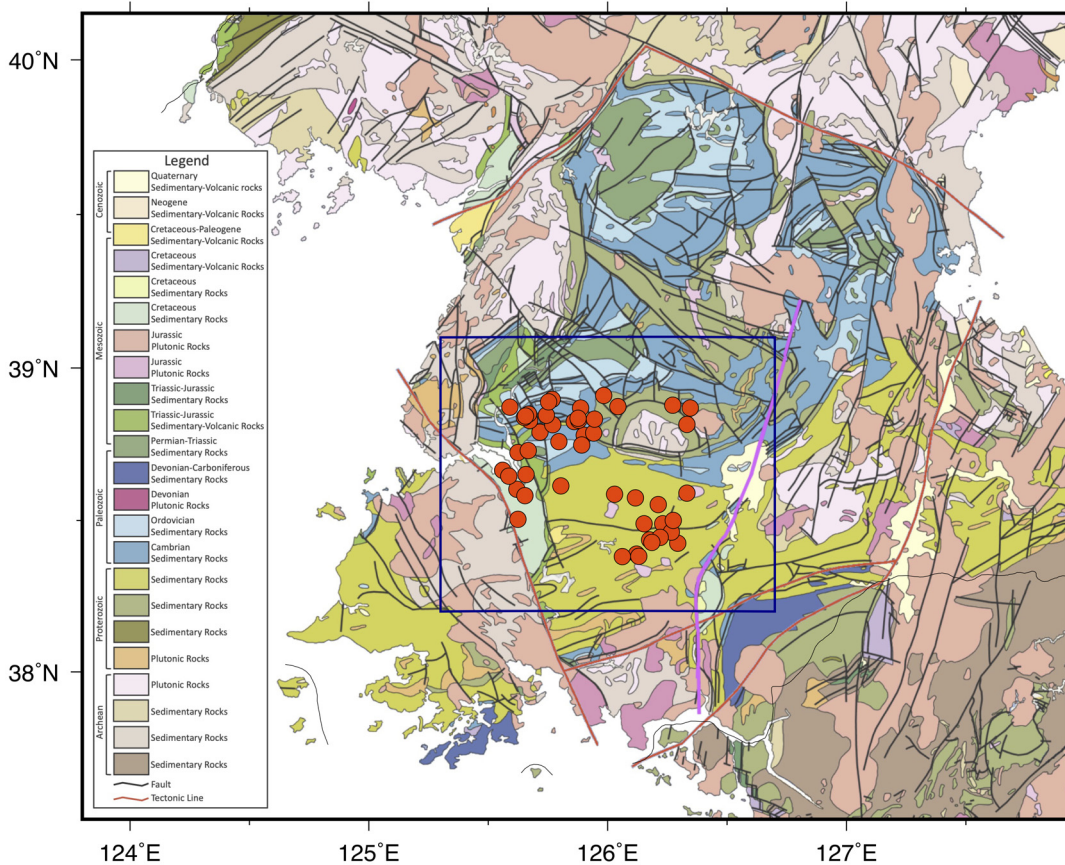 40°N
39°N
38°N
124°E
125°E
126°E
127°E
Legend
Cenozoic
Quaternary
Sedimentary-Volcanic rocks
Neogene
Sedimentary-Volcanic Rocks
Cretaceous-Paleogene
Sedimentary-Volcanic Rocks
Mesozoic
Cretaceous
Sedimentary-Volcanic Rocks
Cretaceous
Sedimentary Rocks
Cretaceous
Sedimentary Rocks
Jurassic
Plutonic Rocks
Jurassic
Plutonic Rocks
Triassic-Jurassic
Sedimentary Rocks
Triassic-Jurassic
Sedimentary-Volcanic Rocks
Permian-Triassic
Sedimentary Rocks
Paleozoic
Devonian-Carboniferous
Sedimentary Rocks
Devonian
Plutonic Rocks
Ordovician
Sedimentary Rocks
Cambrian
Sedimentary Rocks
Proterozoic
Sedimentary Rocks
Sedimentary Rocks
Sedimentary Rocks
Plutonic Rocks
Archean
Plutonic Rocks
Sedimentary Rocks
Sedimentary Rocks
Sedimentary Rocks
Fault
Tectonic Line